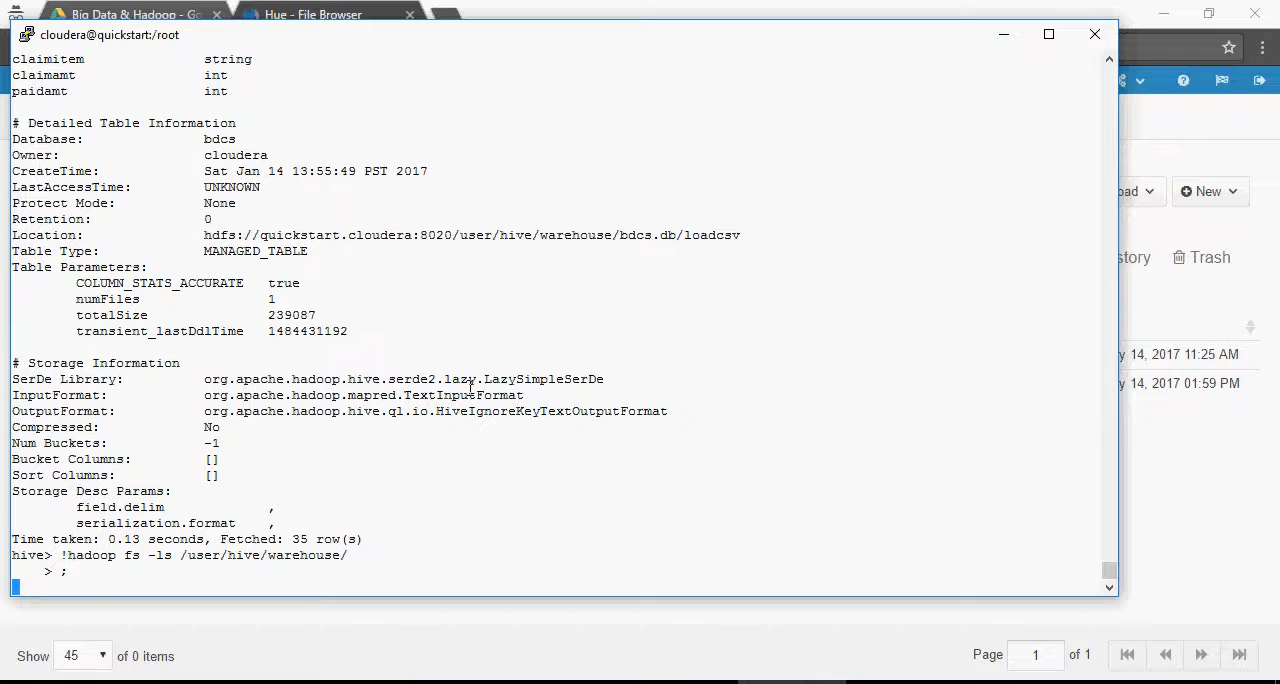 Big Data & Hadoop - Go
Hue - File Browser
cloudera@quickstart:/root
claimitem string
claimamt int
paidamt int
# Detailed Table Information
Database: bdcs
Owner: cloudera
CreateTime: Sat Jan 14 13:55:49 PST 2017
LastAccessTime: UNKNOWN
Protect Mode: None
Retention: 0
Location: hdfs://quickstart.cloudera:8020/user/hive/warehouse/bdcs.db/loadcsv
Table Type: MANAGED_TABLE
Table Parameters:
COLUMN_STATS_ACCURATE true
numFiles 1
totalSize 239087
transient_lastDdlTime 1484431192
# Storage Information
SerDe Library: org.apache.hadoop.hive.serde2.lazy.LazySimpleSerDe
InputFormat: org.apache.hadoop.mapred.TextInputFormat
OutputFormat: org.apache.hadoop.hive.ql.io.HiveIgnoreKeyTextOutputFormat
Compressed: No
Num Buckets: -1
Bucket Columns: []
Sort Columns: []
Storage Desc Params:
field.delim ,
serialization.format ,
Time taken: 0.13 seconds, Fetched: 35 row(s)
hive> !hadoop fs -ls /user/hive/warehouse/
> ;
oad
New
story
Trash
y 14, 2017 11:25 AM
y 14, 2017 01:59 PM
Show 45 of 0 items
Page 1 of 1